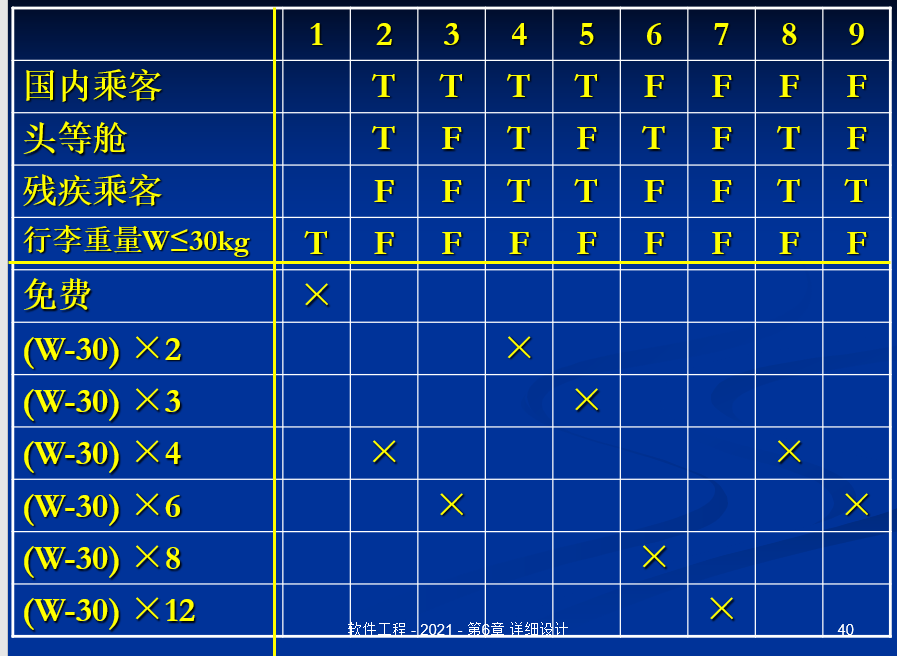 1 2 3 4 5 6 7 8 9
国内乘客 T T T T F F F F
头等舱 T F T F T F T F
残疾乘客 F F T T F F T T
行李重量W≤30kg T F F F F F F F F
免费 ×
(W-30) ×2 ×
(W-30) ×3 ×
(W-30) ×4 × ×
(W-30) ×6 × ×
(W-30) ×8 ×
(W-30) ×12 ×
软件工程 - 2021 - 第6章 详细设计 40